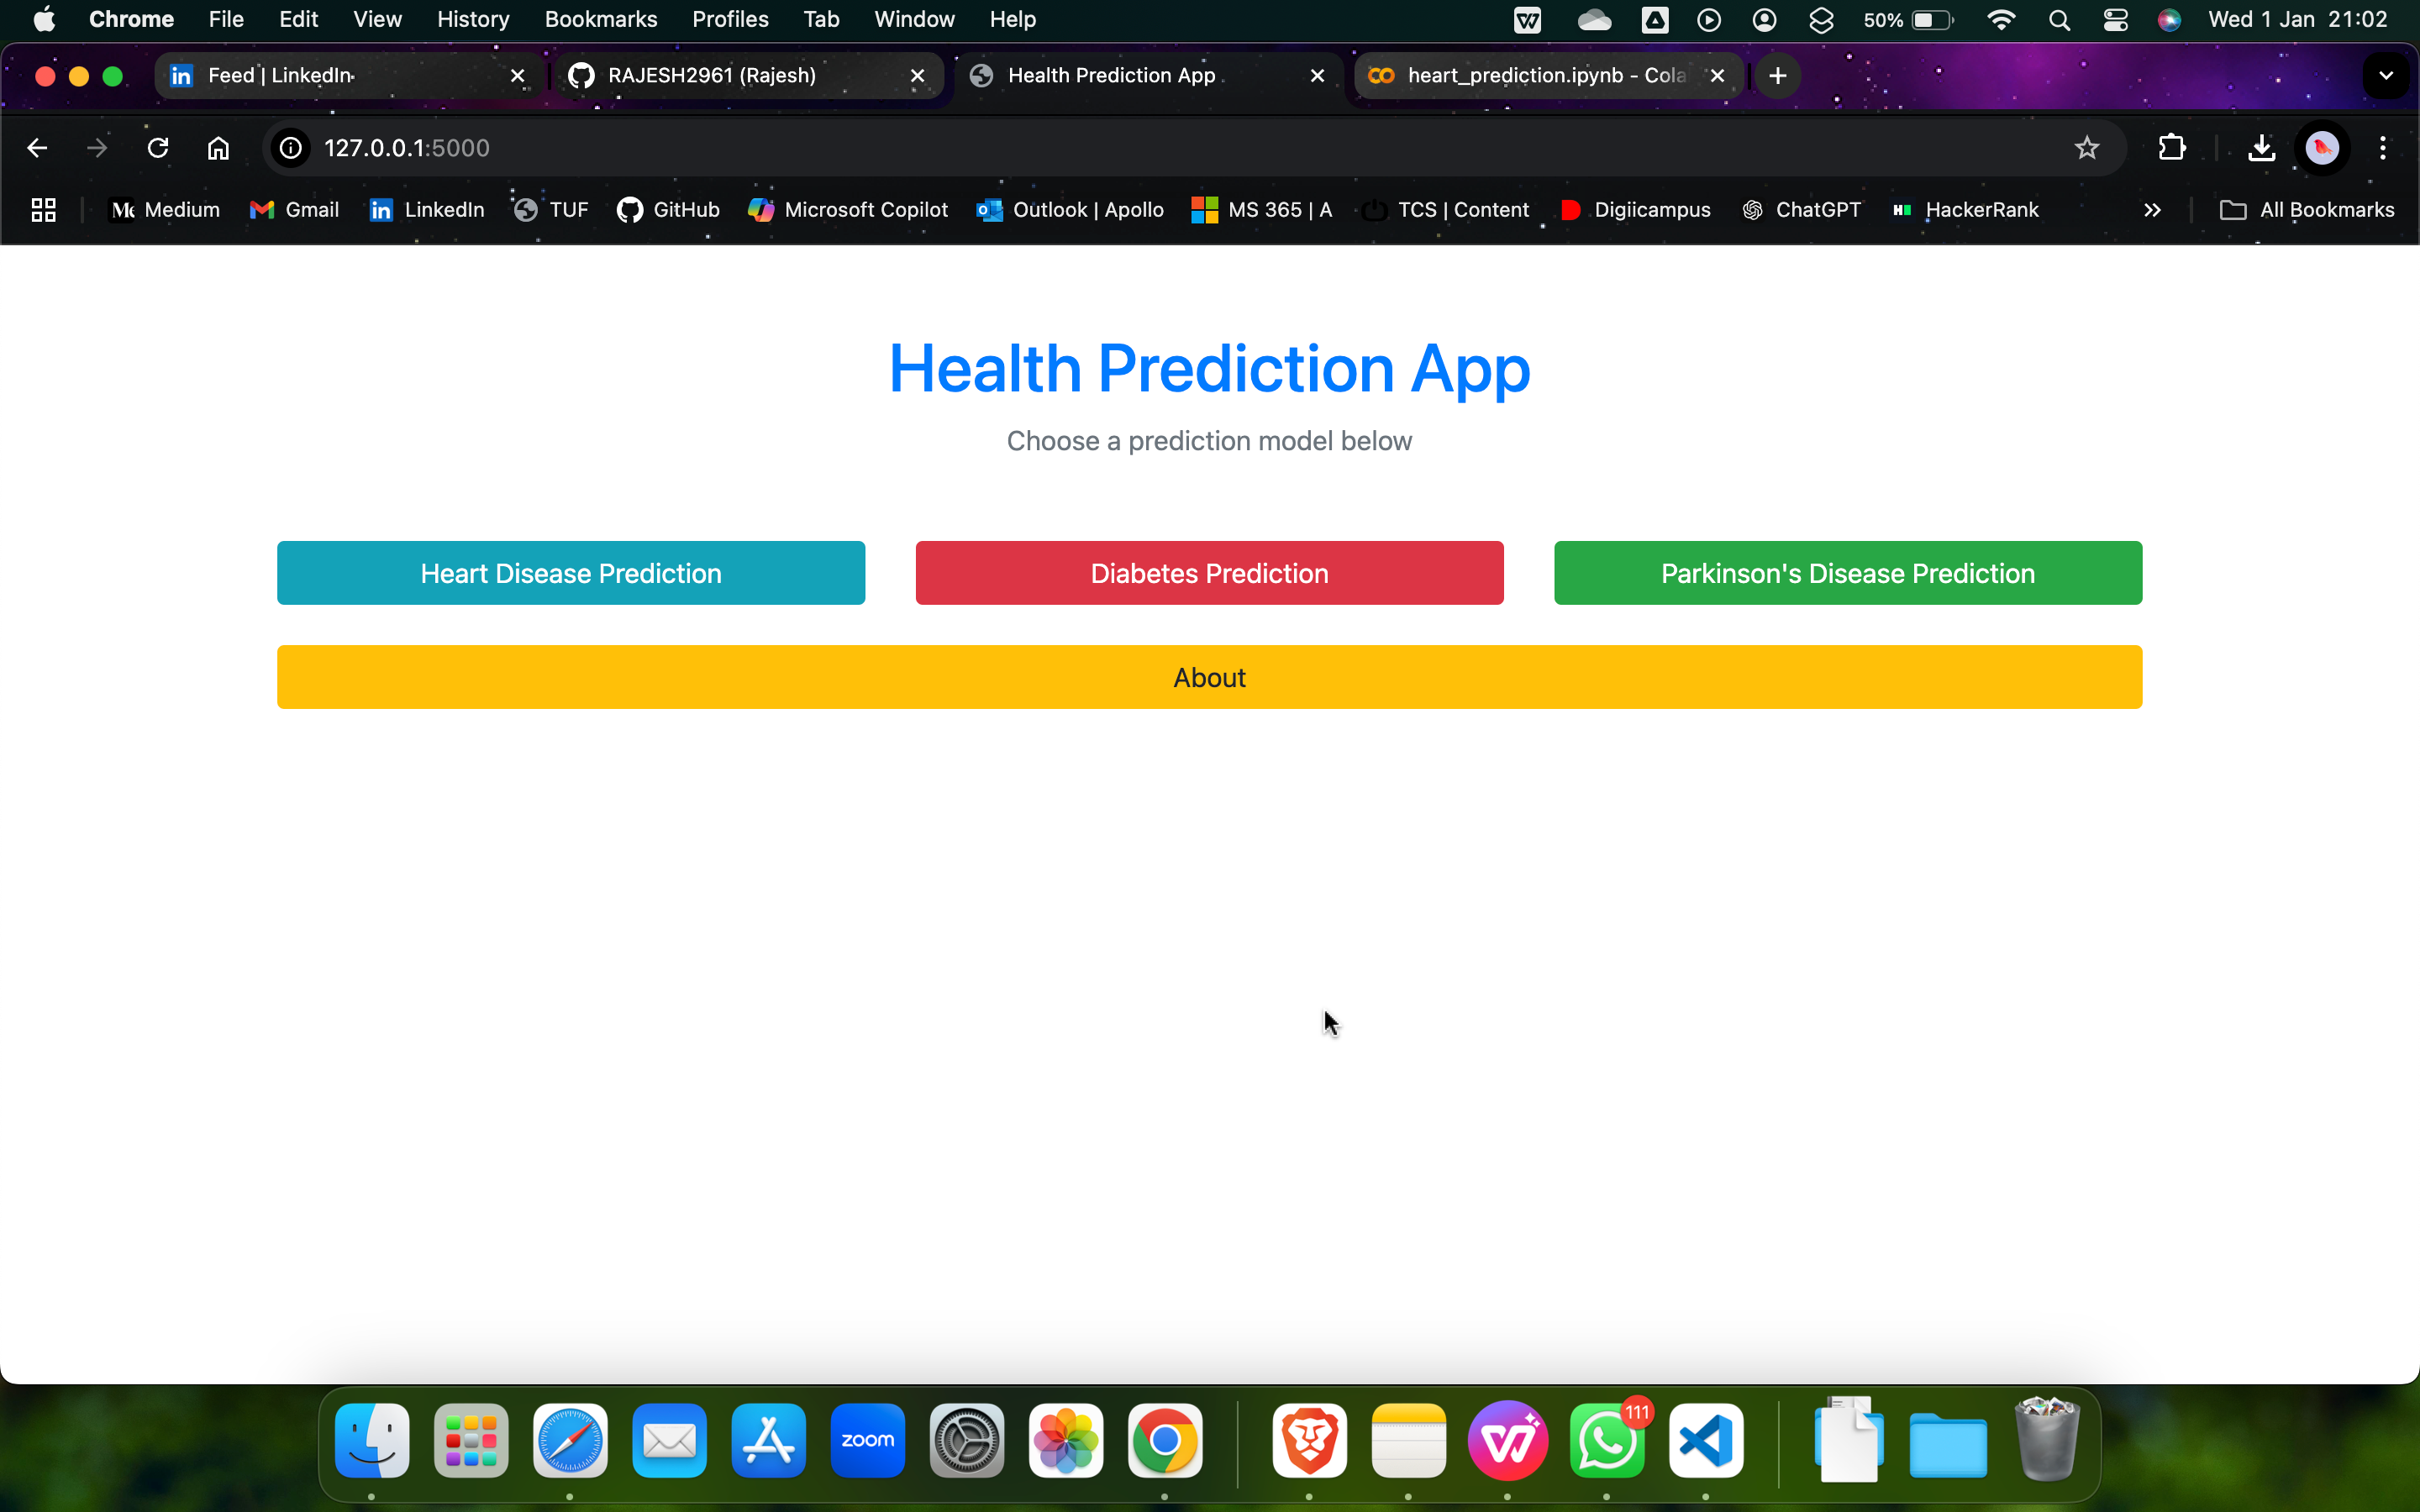 Chrome File Edit View History Bookmarks Profiles Tab Window Help 50% Wed 1 Jan 21:02
Feed | LinkedIn RAJESH2961 (Rajesh) Health Prediction App heart_prediction.ipynb - Cola
127.0.0.1:5000
Medium Gmail LinkedIn TUF GitHub Microsoft Copilot Outlook | Apollo MS 365 | A TCS | Content Digiicampus ChatGPT HackerRank All Bookmarks
Health Prediction App
Choose a prediction model below
Heart Disease Prediction Diabetes Prediction Parkinson's Disease Prediction
About
zoom 111